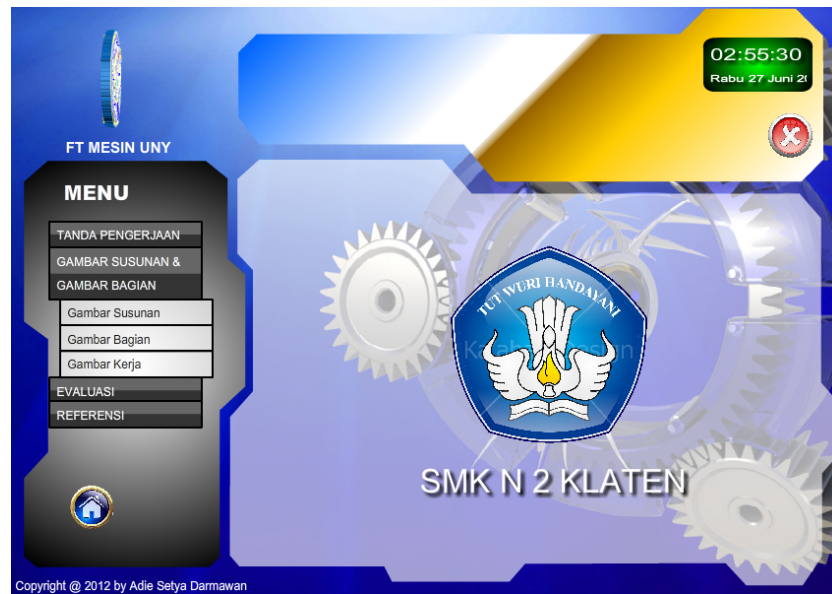 02:55:30
Rabu 27 Juni 20
FT MESIN UNY
MENU
TANDA PENGERJAAN
GAMBAR SUSUNAN &
GAMBAR BAGIAN
Gambar Susunan
Gambar Bagian
Gambar Kerja
EVALUASI
REFERENSI
TUT WURI HANDAYANI
SMK N 2 KLATEN
Copyright @ 2012 by Adie Setya Darmawan